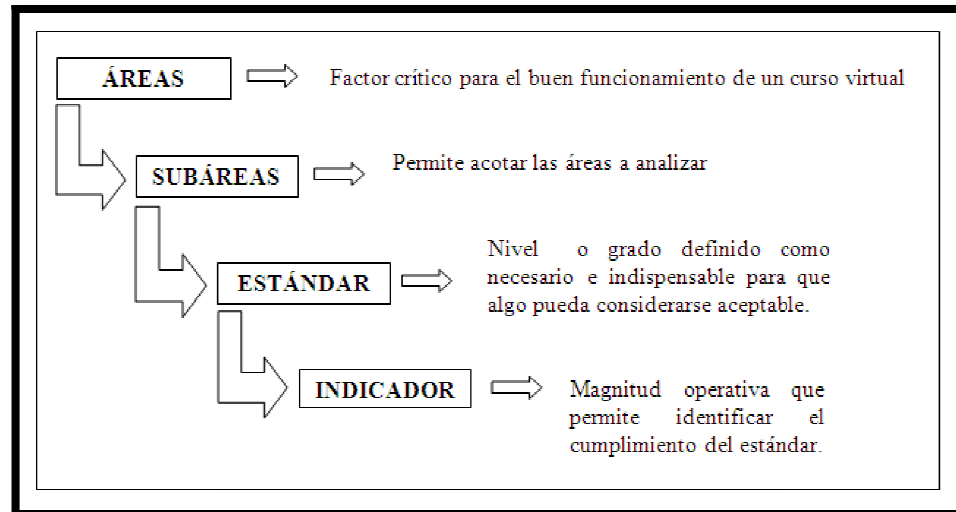 ÁREAS
Factor crítico para el buen funcionamiento de un curso virtual
SUBÁREAS
Permite acotar las áreas a analizar
ESTÁNDAR
Nivel o grado definido como
necesario e indispensable para que
algo pueda considerarse aceptable.
INDICADOR
Magnitud operativa que
permite identificar el
cumplimiento del estándar.